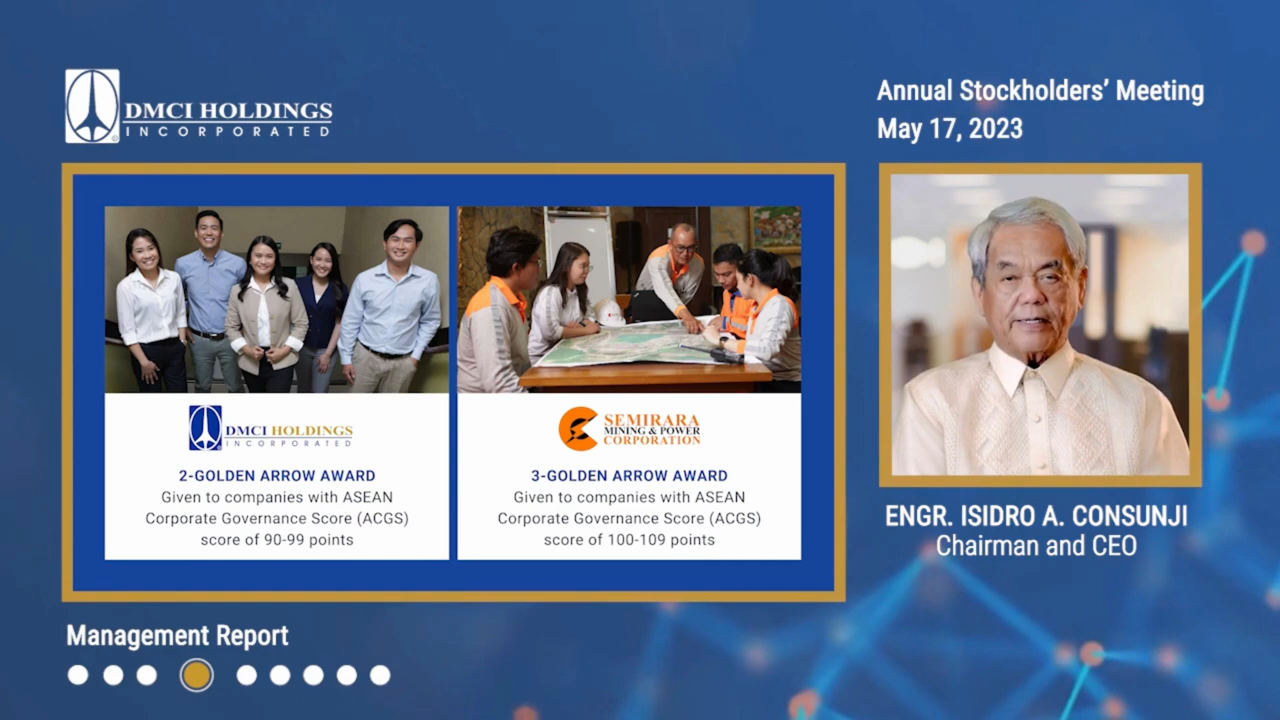 DMCI HOLDINGS
INCORPORATED
Annual Stockholders' Meeting
May 17, 2023
DMCI HOLDINGS
INCORPORATED
2-GOLDEN ARROW AWARD
Given to companies with ASEAN
Corporate Governance Score (ACGS)
score of 90-99 points
SEMIRARA
MINING & POWER
CORPORATION
3-GOLDEN ARROW AWARD
Given to companies with ASEAN
Corporate Governance Score (ACGS)
score of 100-109 points
ENGR. ISIDRO A. CONSUNJI
Chairman and CEO
Management Report